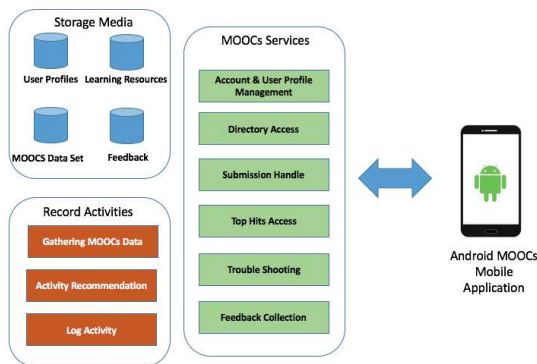 Storage Media
User Profiles
Learning Resources
MOOCS Data Set
Feedback
Record Activities
Gathering MOOCs Data
Activity Recommendation
Log Activity
MOOCs Services
Account & User Profile
Management
Directory Access
Submission Handle
Top Hits Access
Trouble Shooting
Feedback Collection
Android MOOCs
Mobile
Application